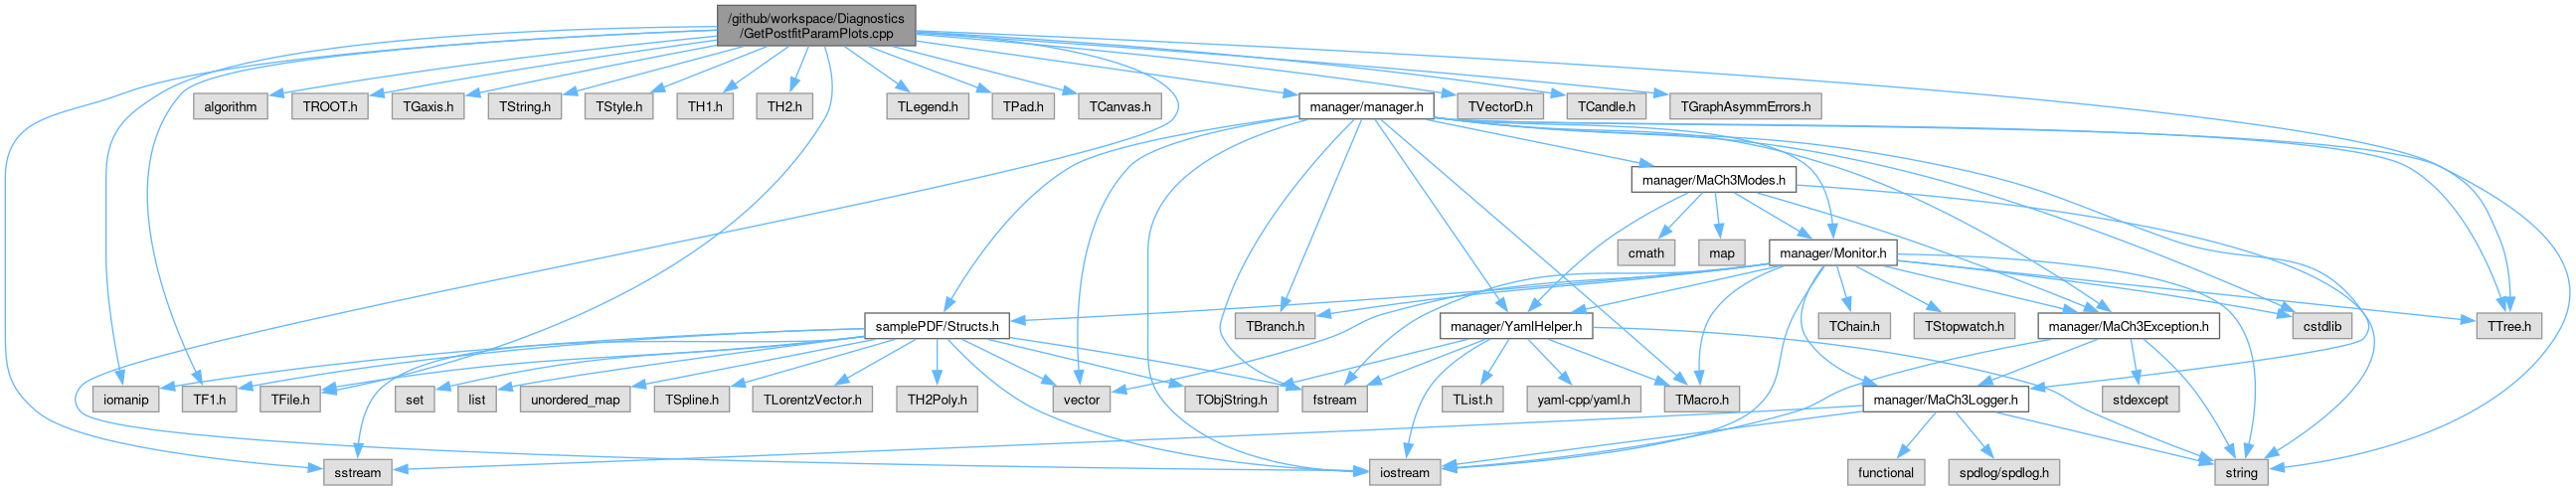 /github/workspace/Diagnostics
/GetPostfitParamPlots.cpp
algorithm
TROOT.h
TGaxis.h
TString.h
TStyle.h
TH1.h
TH2.h
TLegend.h
TPad.h
TCanvas.h
manager/manager.h
TVectorD.h
TCandle.h
TGraphAsymmErrors.h
manager/MaCh3Modes.h
cmath
map
manager/Monitor.h
samplePDF/Structs.h
TBranch.h
manager/YamlHelper.h
TChain.h
TStopwatch.h
manager/MaCh3Exception.h
cstdlib
TTree.h
iomanip
TF1.h
TFile.h
set
list
unordered_map
TSpline.h
TLorentzVector.h
TH2Poly.h
vector
TObjString.h
fstream
TList.h
yaml-cpp/yaml.h
TMacro.h
manager/MaCh3Logger.h
stdexcept
sstream
iostream
functional
spdlog/spdlog.h
string